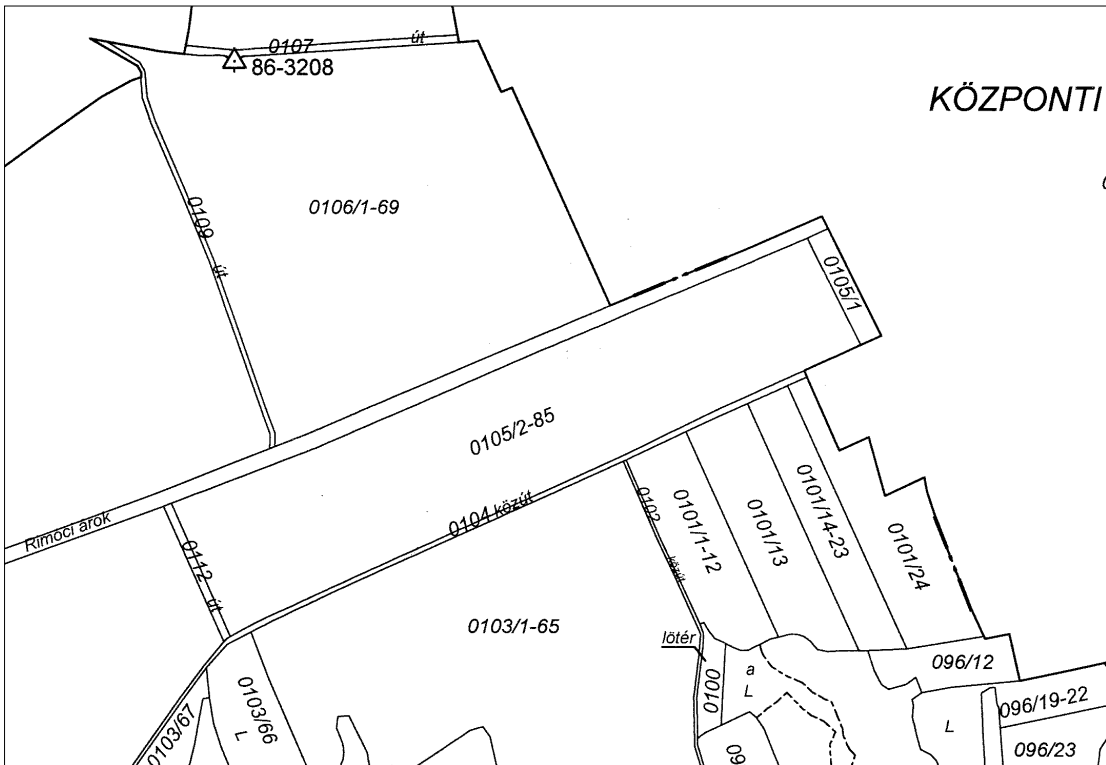 0107
út
86-3208
KÖZPONTI
0109
út
0106/1-69
0105/1
0105/2-85
Rimóci árok
0104 közút
0112
út
0102
közút
0101/1-12
0101/13
0101/14-23
0101/24
0103/1-65
lőtér
0100
a
L
096/12
0103/66
L
0103/67
L
096/19-22
096/23